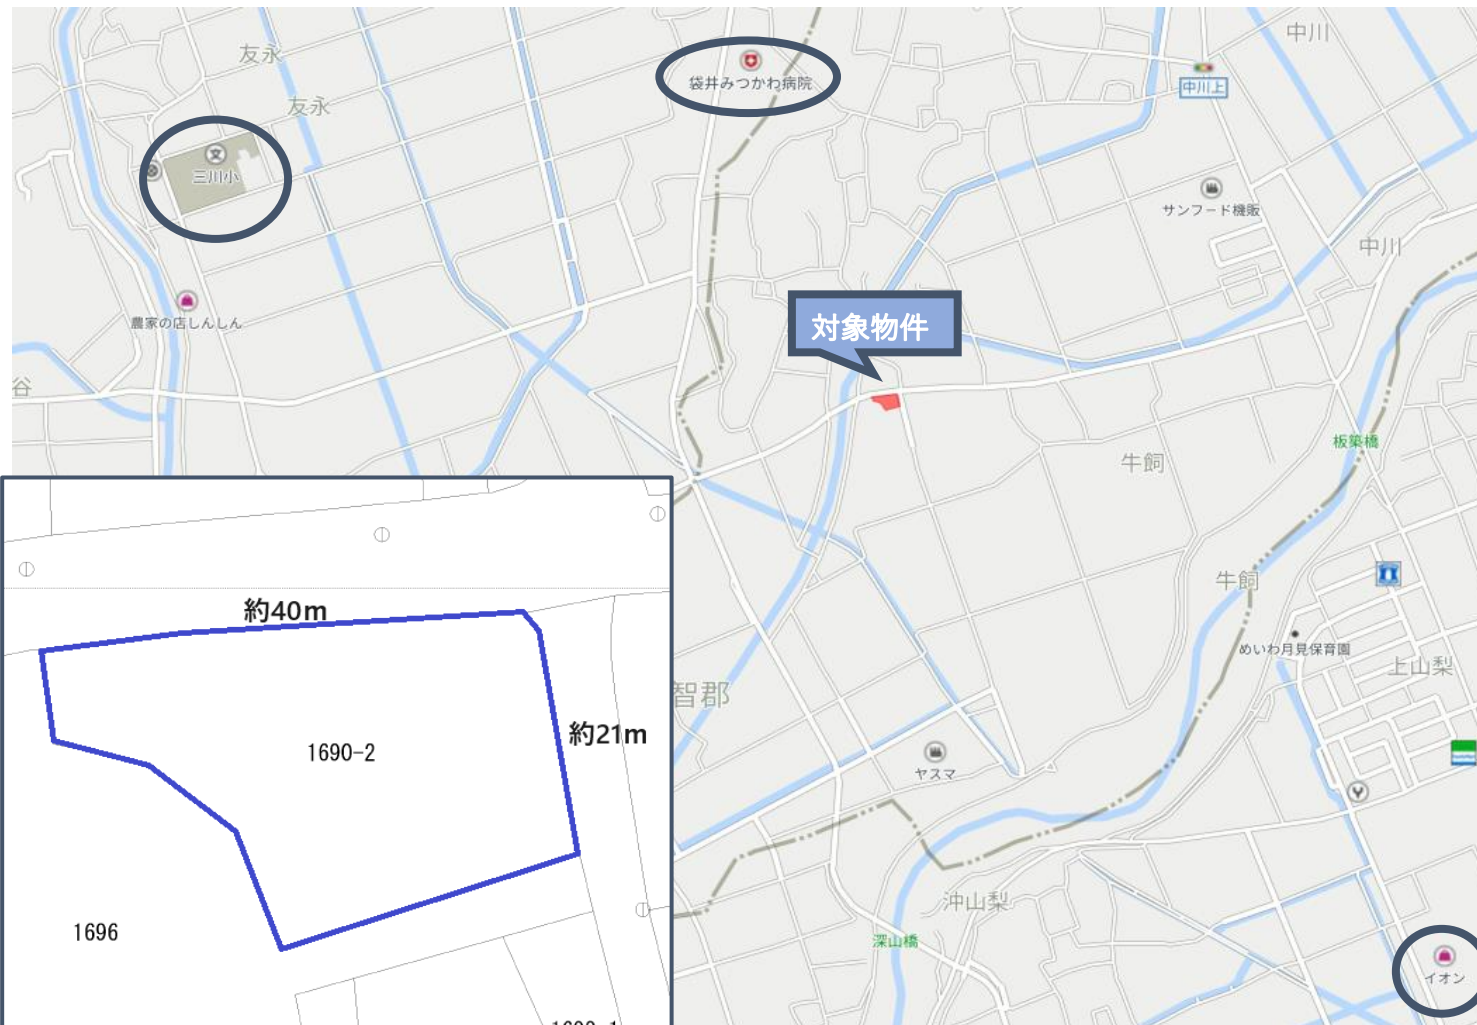 友永
友永
袋井みつかわ病院
中川
中川上
三川小
サンフード機販
中川
農家の店しんしん
対象物件
谷
牛飼
板築橋
牛飼
めいわ月見保育園
上山梨
智郡
ヤスマ
沖山梨
深山橋
イオン
約40m
約21m
1690-2
1696